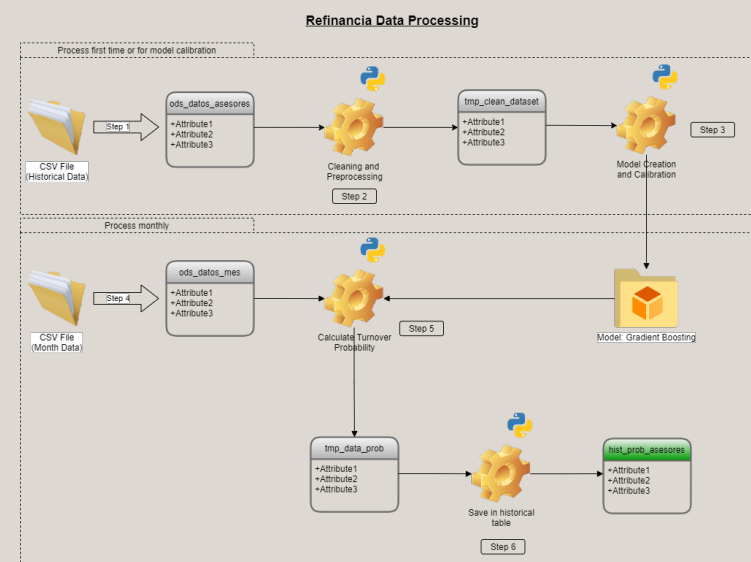 Refinancia Data Processing
Process first time or for model calibration
Step 1
CSV File
(Historical Data)
ods_datos_asesores
+Attribute1
+Attribute2
+Attribute3
Cleaning and
Preprocessing
Step 2
tmp_clean_dataset
+Attribute1
+Attribute2
+Attribute3
Model Creation
and Calibration
Step 3
Process monthly
Step 4
CSV File
(Month Data)
ods_datos_mes
+Attribute1
+Attribute2
+Attribute3
Calculate Turnover
Probability
Step 5
Model: Gradient Boosting
tmp_data_prob
+Attribute1
+Attribute2
+Attribute3
Save in historical
table
Step 6
hist_prob_asesores
+Attribute1
+Attribute2
+Attribute3